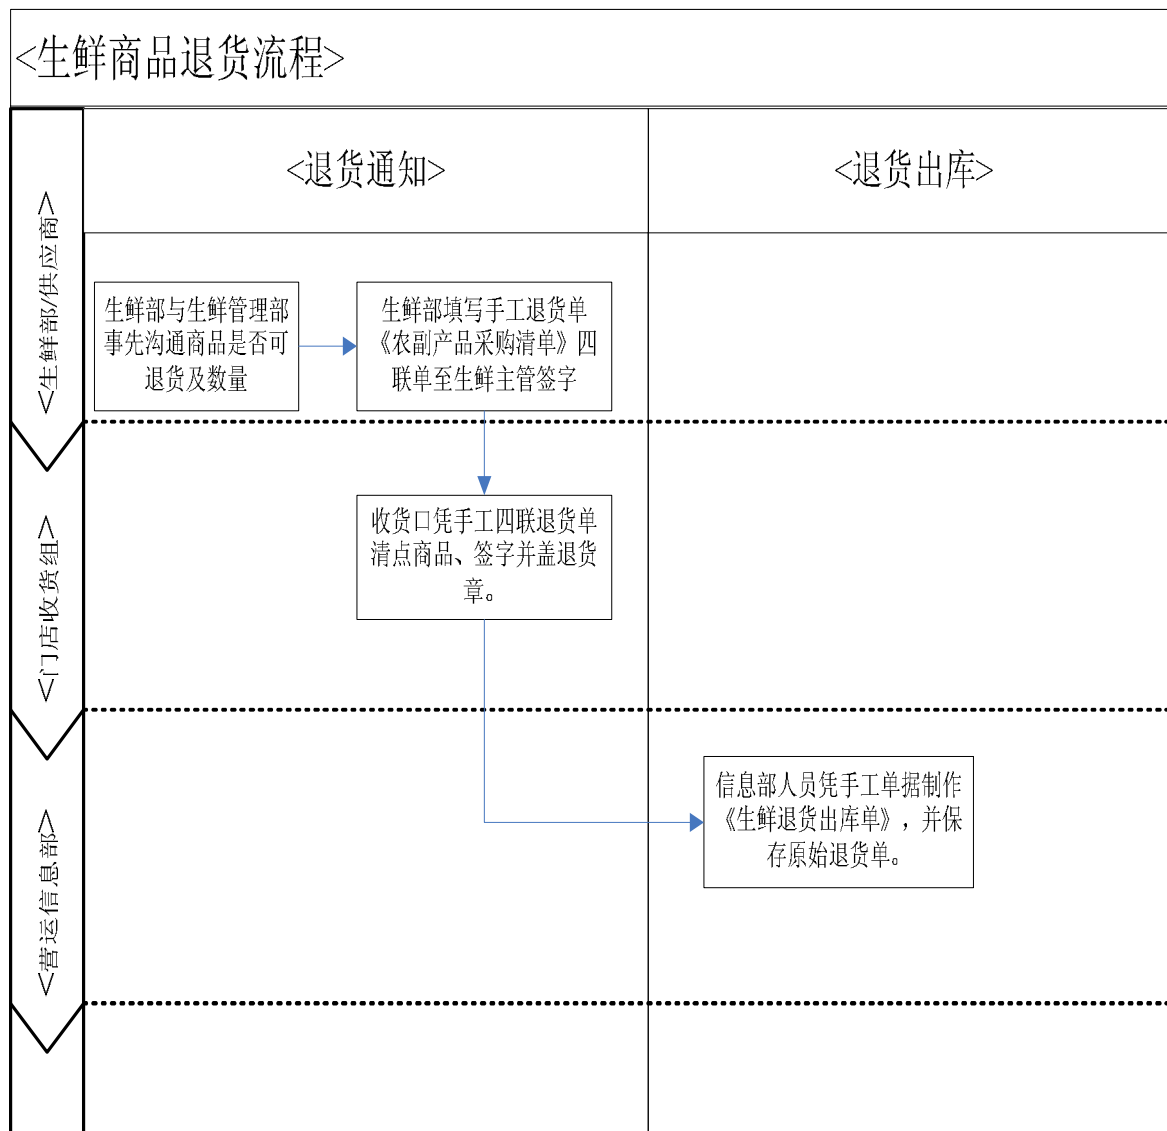 <生鲜商品退货流程>
<退货通知>
<退货出库>
<生鲜部/供应商>
生鲜部与生鲜管理部
事先沟通商品是否可
退货及数量
生鲜部填写手工退货单
《农副产品采购清单》四
联单至生鲜主管签字
<门店收货组>
收货口凭手工四联退货单
清点商品、签字并盖退货
章。
<营运信息部>
信息部人员凭手工单据制作
《生鲜退货出库单》，并保
存原始退货单。